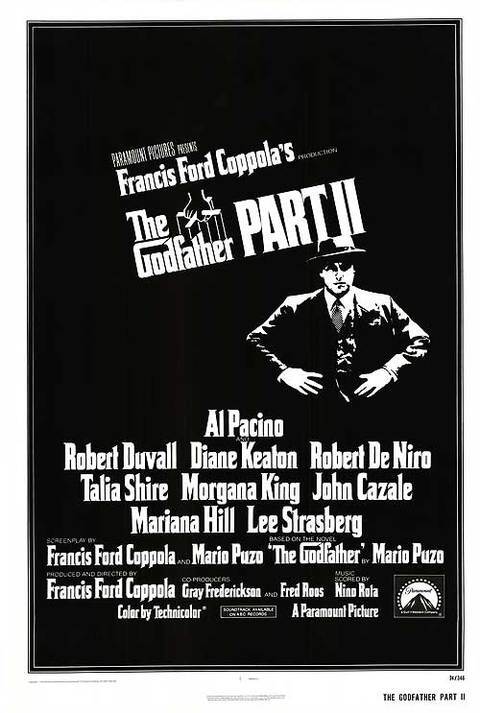 PARAMOUNT PICTURES PRESENTS
Francis Ford Coppola's PRODUCTION
The Godfather PART II
Al Pacino
AND
Robert Duvall Diane Keaton Robert De Niro
Talia Shire Morgana King John Cazale
Mariana Hill Lee Strasberg
SCREENPLAY BY BASED ON THE NOVEL
Francis Ford Coppola AND Mario Puzo 'The Godfather' BY Mario Puzo
PRODUCED AND DIRECTED BY CO-PRODUCERS MUSIC SCORED BY
Francis Ford Coppola Gray Frederickson AND Fred Roos Nino Rota
Color by Technicolor® SOUNDTRACK AVAILABLE ON ABC RECORDS A Paramount Picture
Paramount
74/346
THE GODFATHER PART II